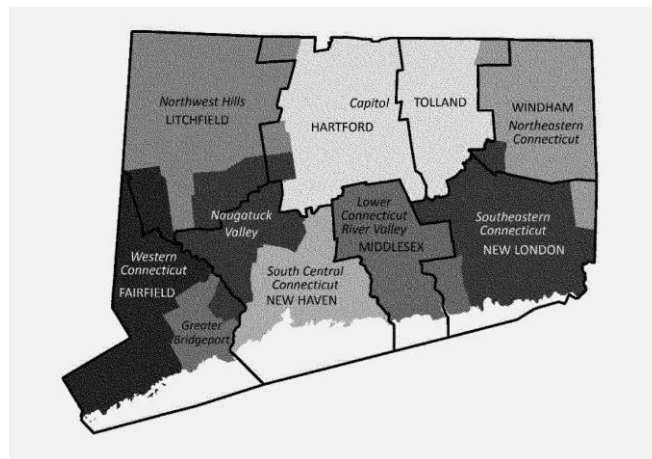 Northwest Hills
LITCHFIELD
Capitol
HARTFORD
TOLLAND
WINDHAM
Northeastern
Connecticut
Naugatuck
Valley
Lower
Connecticut
River Valley
MIDDLESEX
Southeastern
Connecticut
NEW LONDON
Western
Connecticut
FAIRFIELD
South Central
Connecticut
NEW HAVEN
Greater
Bridgeport